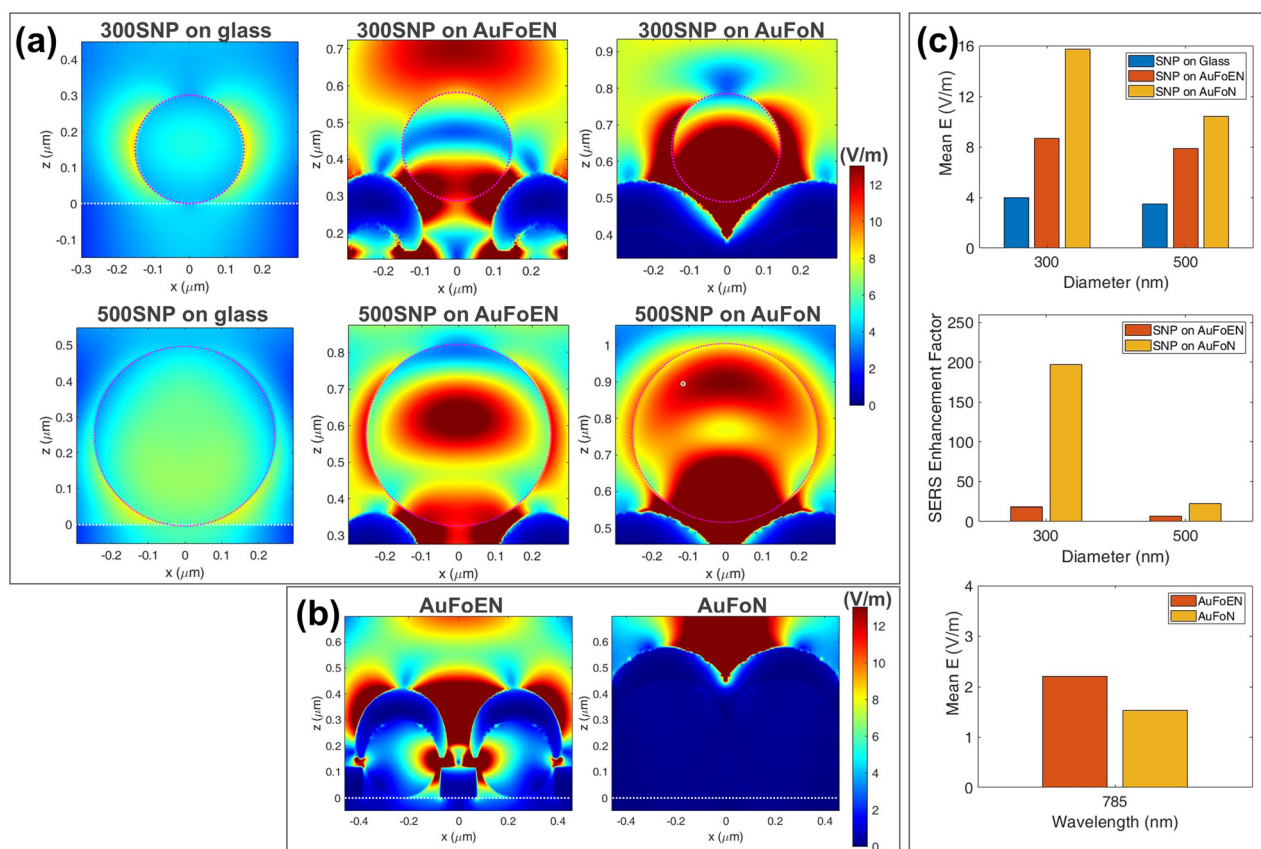 (a)
300SNP on glass
300SNP on AuFoEN
300SNP on AuFoN
z (μm)
0.4
0.3
0.2
0.1
0
-0.1
-0.3 -0.2 -0.1 0 0.1 0.2
x (μm)
z (μm)
0.7
0.6
0.5
0.4
0.3
0.2
-0.2 -0.1 0 0.1 0.2
x (μm)
z (μm)
0.9
0.8
0.7
0.6
0.5
0.4
-0.2 -0.1 0 0.1 0.2
x (μm)
(V/m)
12
10
8
6
4
2
0
500SNP on glass
500SNP on AuFoEN
500SNP on AuFoN
z (μm)
0.5
0.4
0.3
0.2
0.1
0
-0.2 -0.1 0 0.1 0.2
x (μm)
z (μm)
0.8
0.7
0.6
0.5
0.4
0.3
-0.2 -0.1 0 0.1 0.2
x (μm)
z (μm)
1
0.9
0.8
0.7
0.6
0.5
-0.2 -0.1 0 0.1 0.2
x (μm)
(b)
AuFoEN
AuFoN
z (μm)
0.6
0.5
0.4
0.3
0.2
0.1
0
-0.4 -0.2 0 0.2 0.4
x (μm)
z (μm)
0.6
0.5
0.4
0.3
0.2
0.1
0
-0.4 -0.2 0 0.2 0.4
x (μm)
(V/m)
12
10
8
6
4
2
0
(c)
Mean E (V/m)
16
12
8
4
0
SNP on Glass
SNP on AuFoEN
SNP on AuFoN
300 500
Diameter (nm)
SERS Enhancement Factor
250
200
150
100
50
0
SNP on AuFoEN
SNP on AuFoN
300 500
Diameter (nm)
Mean E (V/m)
4
3
2
1
0
AuFoEN
AuFoN
785
Wavelength (nm)